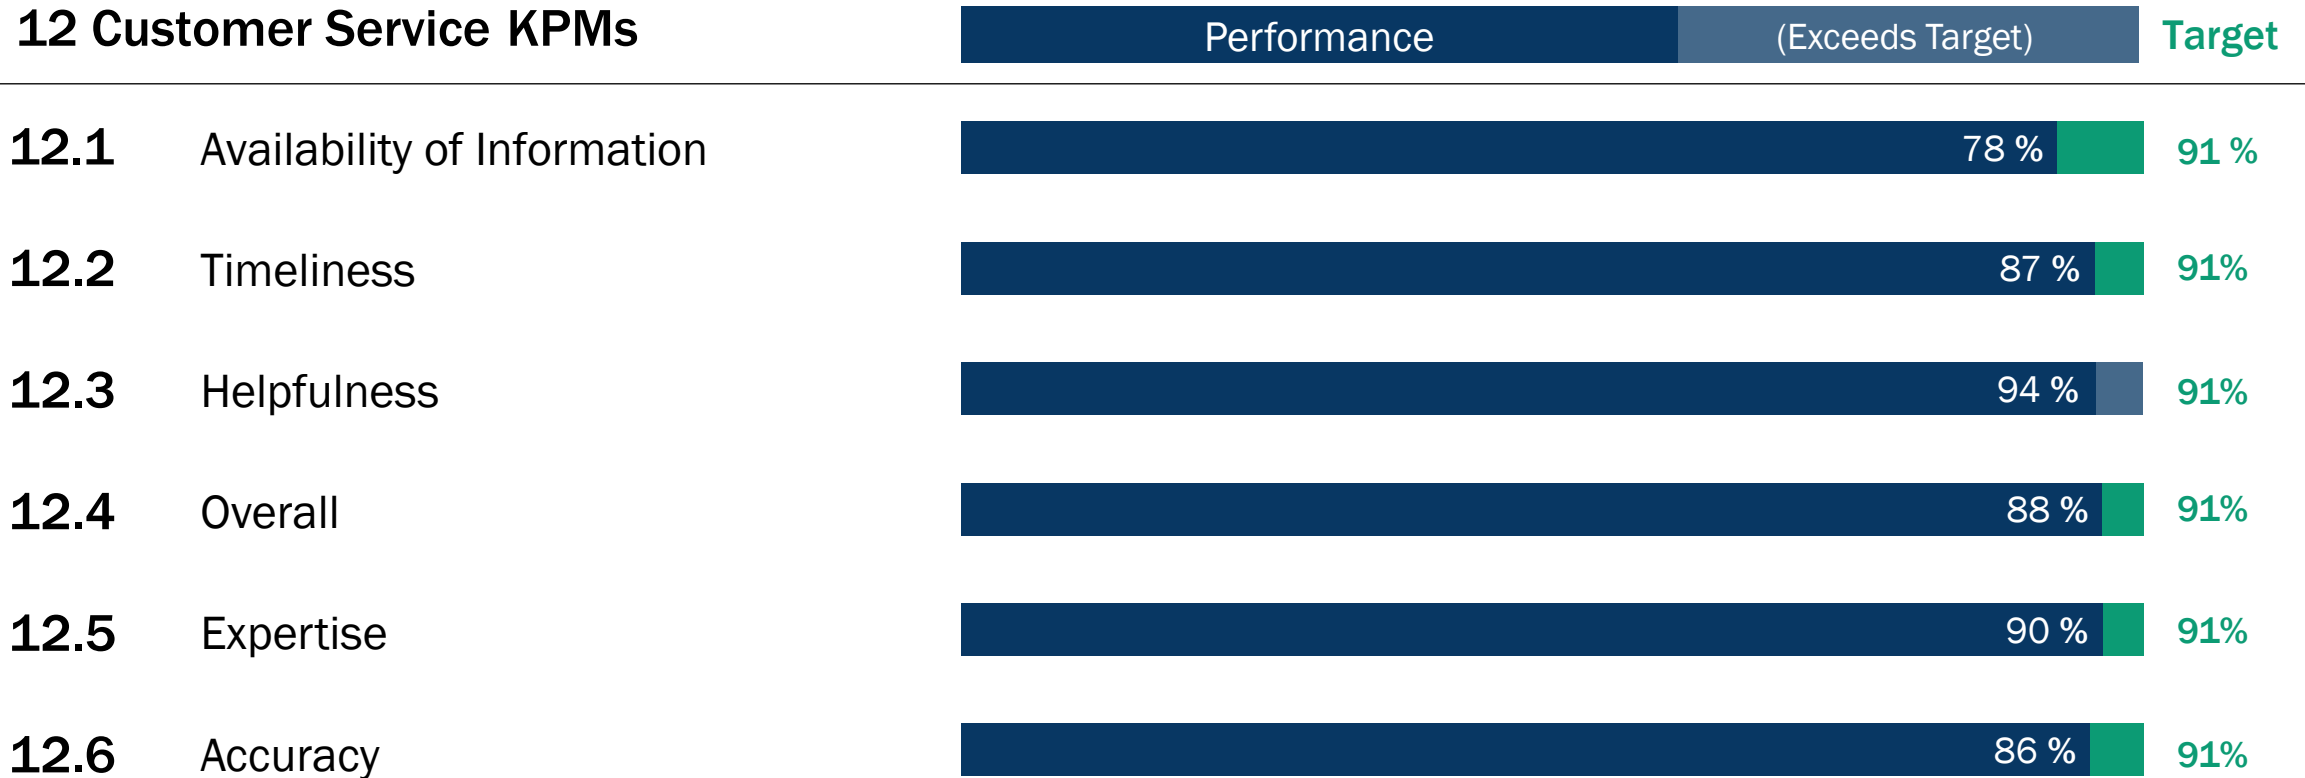 12 Customer Service KPMs Performance (Exceeds Target) Target
12.1 Availability of Information 78 % 91 %
12.2 Timeliness 87 % 91%
12.3 Helpfulness 94 % 91%
12.4 Overall 88 % 91%
12.5 Expertise 90 % 91%
12.6 Accuracy 86 % 91%